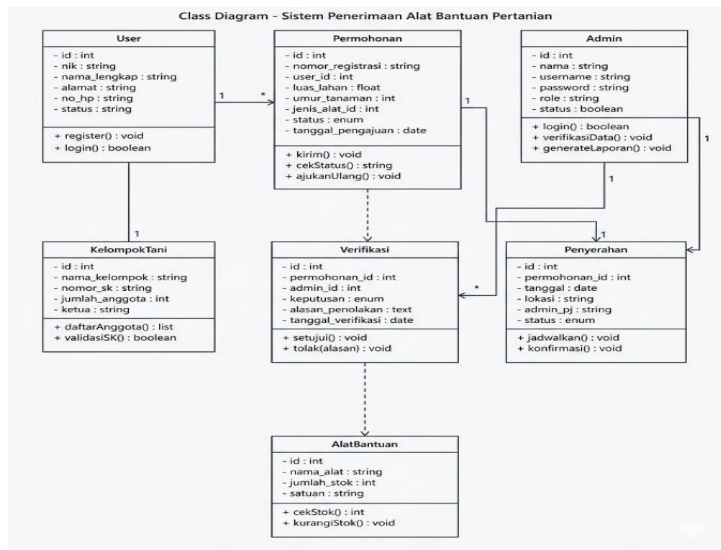 Class Diagram - Sistem Penerimaan Alat Bantuan Pertanian
User
- id : int
- nik : string
- nama_lengkap : string
- alamat : string
- no_hp : string
- status : string
+ register() : void
+ login() : boolean
1
*
Permohonan
- id : int
- nomor_registrasi : string
- user_id : int
- luas_lahan : float
- umur_tanaman : int
- jenis_alat_id : int
- status : enum
- tanggal_pengajuan : date
+ kirim() : void
+ cekStatus() : string
+ ajukanUlang() : void
1
Admin
- id : int
- nama : string
- username : string
- password : string
- role : string
- status : boolean
+ login() : boolean
+ verifikasiData() : void
+ generateLaporan() : void
1
1
1
KelompokTani
- id : int
- nama_kelompok : string
- nomor_sk : string
- jumlah_anggota : int
- ketua : string
+ daftarAnggota() : list
+ validasiSK() : boolean
Verifikasi
- id : int
- permohonan_id : int
- admin_id : int
- keputusan : enum
- alasan_penolakan : text
- tanggal_verifikasi : date
+ setujui() : void
+ tolak(alasan) : void
*
1
Penyerahan
- id : int
- permohonan_id : int
- tanggal : date
- lokasi : string
- admin_pj : string
- status : enum
+ jadwalkan() : void
+ konfirmasi() : void
AlatBantuan
- id : int
- nama_alat : string
- jumlah_stok : int
- satuan : string
+ cekStok() : int
+ kurangiStok() : void